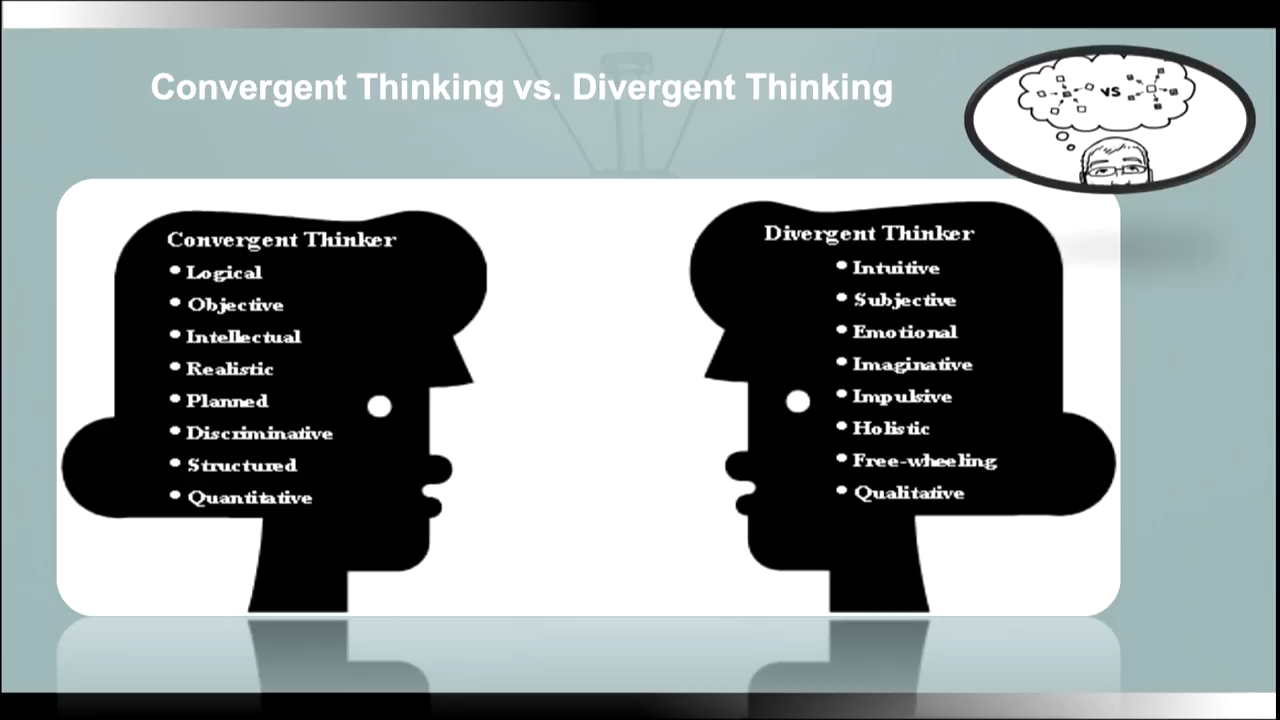 Convergent Thinking vs. Divergent Thinking
vs
Convergent Thinker
• Logical
• Objective
• Intellectual
• Realistic
• Planned
• Discriminative
• Structured
• Quantitative
Divergent Thinker
• Intuitive
• Subjective
• Emotional
• Imaginative
• Impulsive
• Holistic
• Free-wheeling
• Qualitative